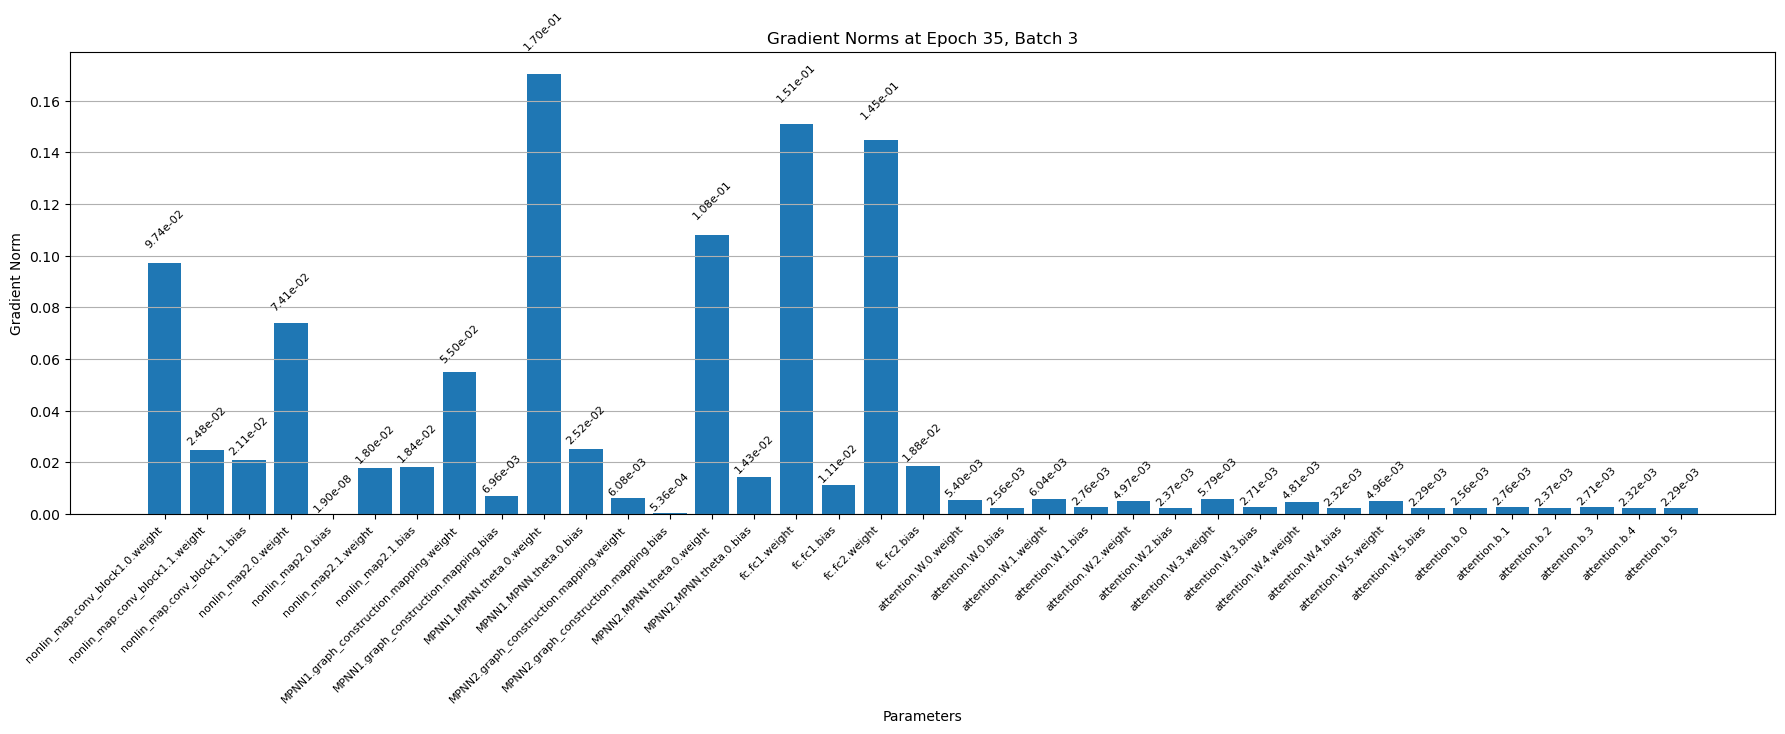 Gradient Norms at Epoch 35, Batch 3
Gradient Norm
0.16
0.14
0.12
0.10
0.08
0.06
0.04
0.02
0.00
9.74e-02
2.48e-02
2.11e-02
7.41e-02
1.90e-08
1.80e-02
1.84e-02
5.50e-02
6.96e-03
1.70e-01
2.52e-02
6.08e-03
5.36e-04
1.08e-01
1.43e-02
1.51e-01
1.11e-02
1.45e-01
1.88e-02
5.40e-03
2.56e-03
6.04e-03
2.76e-03
4.97e-03
2.37e-03
5.79e-03
2.71e-03
4.81e-03
2.32e-03
4.96e-03
2.29e-03
2.56e-03
2.76e-03
2.37e-03
2.71e-03
2.32e-03
2.29e-03
nonlin_map.conv_block1.0.weight
nonlin_map.conv_block1.1.weight
nonlin_map.conv_block1.1.bias
nonlin_map2.0.weight
nonlin_map2.0.bias
nonlin_map2.1.weight
nonlin_map2.1.bias
MPNN1.graph_construction.mapping.weight
MPNN1.graph_construction.mapping.bias
MPNN1.MPNN.theta.0.weight
MPNN1.MPNN.theta.0.bias
MPNN2.graph_construction.mapping.weight
MPNN2.graph_construction.mapping.bias
MPNN2.MPNN.theta.0.weight
MPNN2.MPNN.theta.0.bias
fc.fc1.weight
fc.fc1.bias
fc.fc2.weight
fc.fc2.bias
attention.W.0.weight
attention.W.0.bias
attention.W.1.weight
attention.W.1.bias
attention.W.2.weight
attention.W.2.bias
attention.W.3.weight
attention.W.3.bias
attention.W.4.weight
attention.W.4.bias
attention.W.5.weight
attention.W.5.bias
attention.b.0
attention.b.1
attention.b.2
attention.b.3
attention.b.4
attention.b.5
Parameters